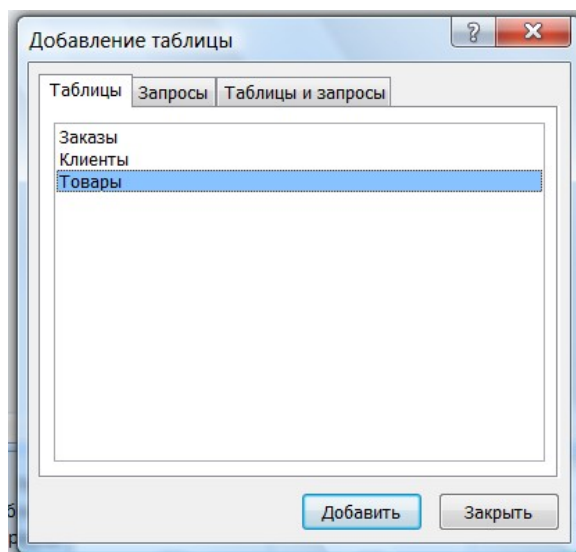 Добавление таблицы
Таблицы Запросы Таблицы и запросы
Заказы
Клиенты
Товары
Добавить Закрыть